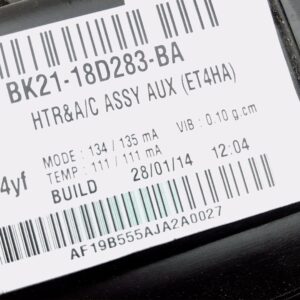 BK21-18D283-BA
HTR&A/C ASSY AUX (ET4HA)
MODE : 134 / 135 mA
VIB : 0.10 g.cm
TEMP : 111 / 111 mA
4yf
BUILD 28/01/14 12:04
AF19B555AJA2A0027